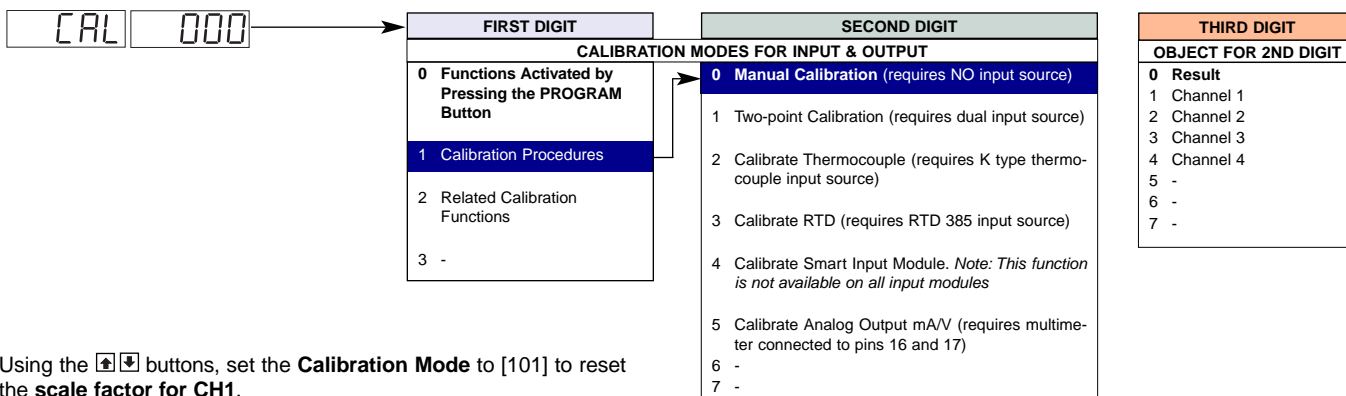 CAL 000
FIRST DIGIT
SECOND DIGIT
THIRD DIGIT
CALIBRATION MODES FOR INPUT & OUTPUT
OBJECT FOR 2ND DIGIT
0 Functions Activated by
Pressing the PROGRAM
Button
1 Calibration Procedures
2 Related Calibration
Functions
3 -
0 Manual Calibration (requires NO input source)
1 Two-point Calibration (requires dual input source)
2 Calibrate Thermocouple (requires K type thermo-
couple input source)
3 Calibrate RTD (requires RTD 385 input source)
4 Calibrate Smart Input Module. Note: This function
is not available on all input modules
5 Calibrate Analog Output mA/V (requires multime-
ter connected to pins 16 and 17)
6 -
7 -
0 Result
1 Channel 1
2 Channel 2
3 Channel 3
4 Channel 4
5 -
6 -
7 -
Using the buttons, set the Calibration Mode to [101] to reset
the scale factor for CH1.